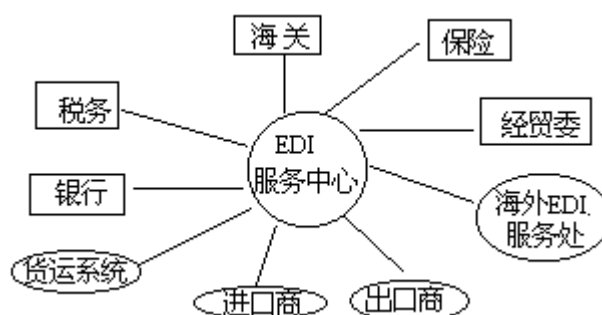 海关
保险
税务
EDI
服务中心
经贸委
银行
海外EDI
服务处
货运系统
进口商
出口商